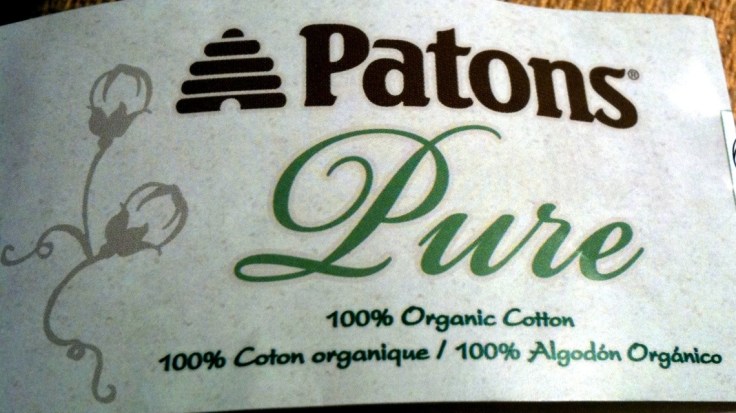 Patons®
Pure
100% Organic Cotton
100% Coton organique / 100% Algodón Orgánico